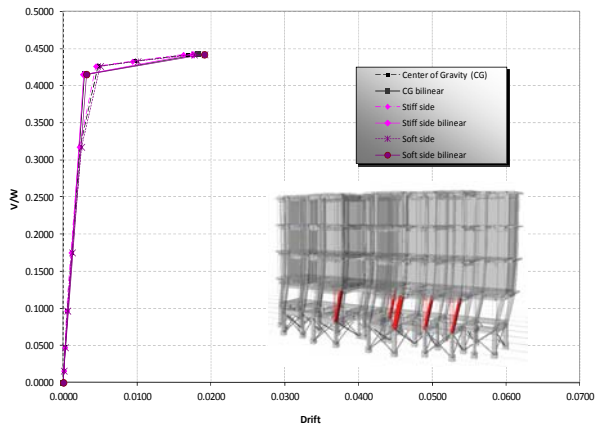 0.5000
0.4500
0.4000
0.3500
0.3000
0.2500
0.2000
0.1500
0.1000
0.0500
0.0000
V/W
0.0000 0.0100 0.0200 0.0300 0.0400 0.0500 0.0600 0.0700
Drift
Center of Gravity (CG)
CG bilinear
Stiff side
Stiff side bilinear
Soft side
Soft side bilinear